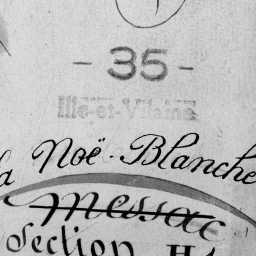 - 35 -
Ille-et-Vilaine
la Noë-Blanche
Messac
Section H